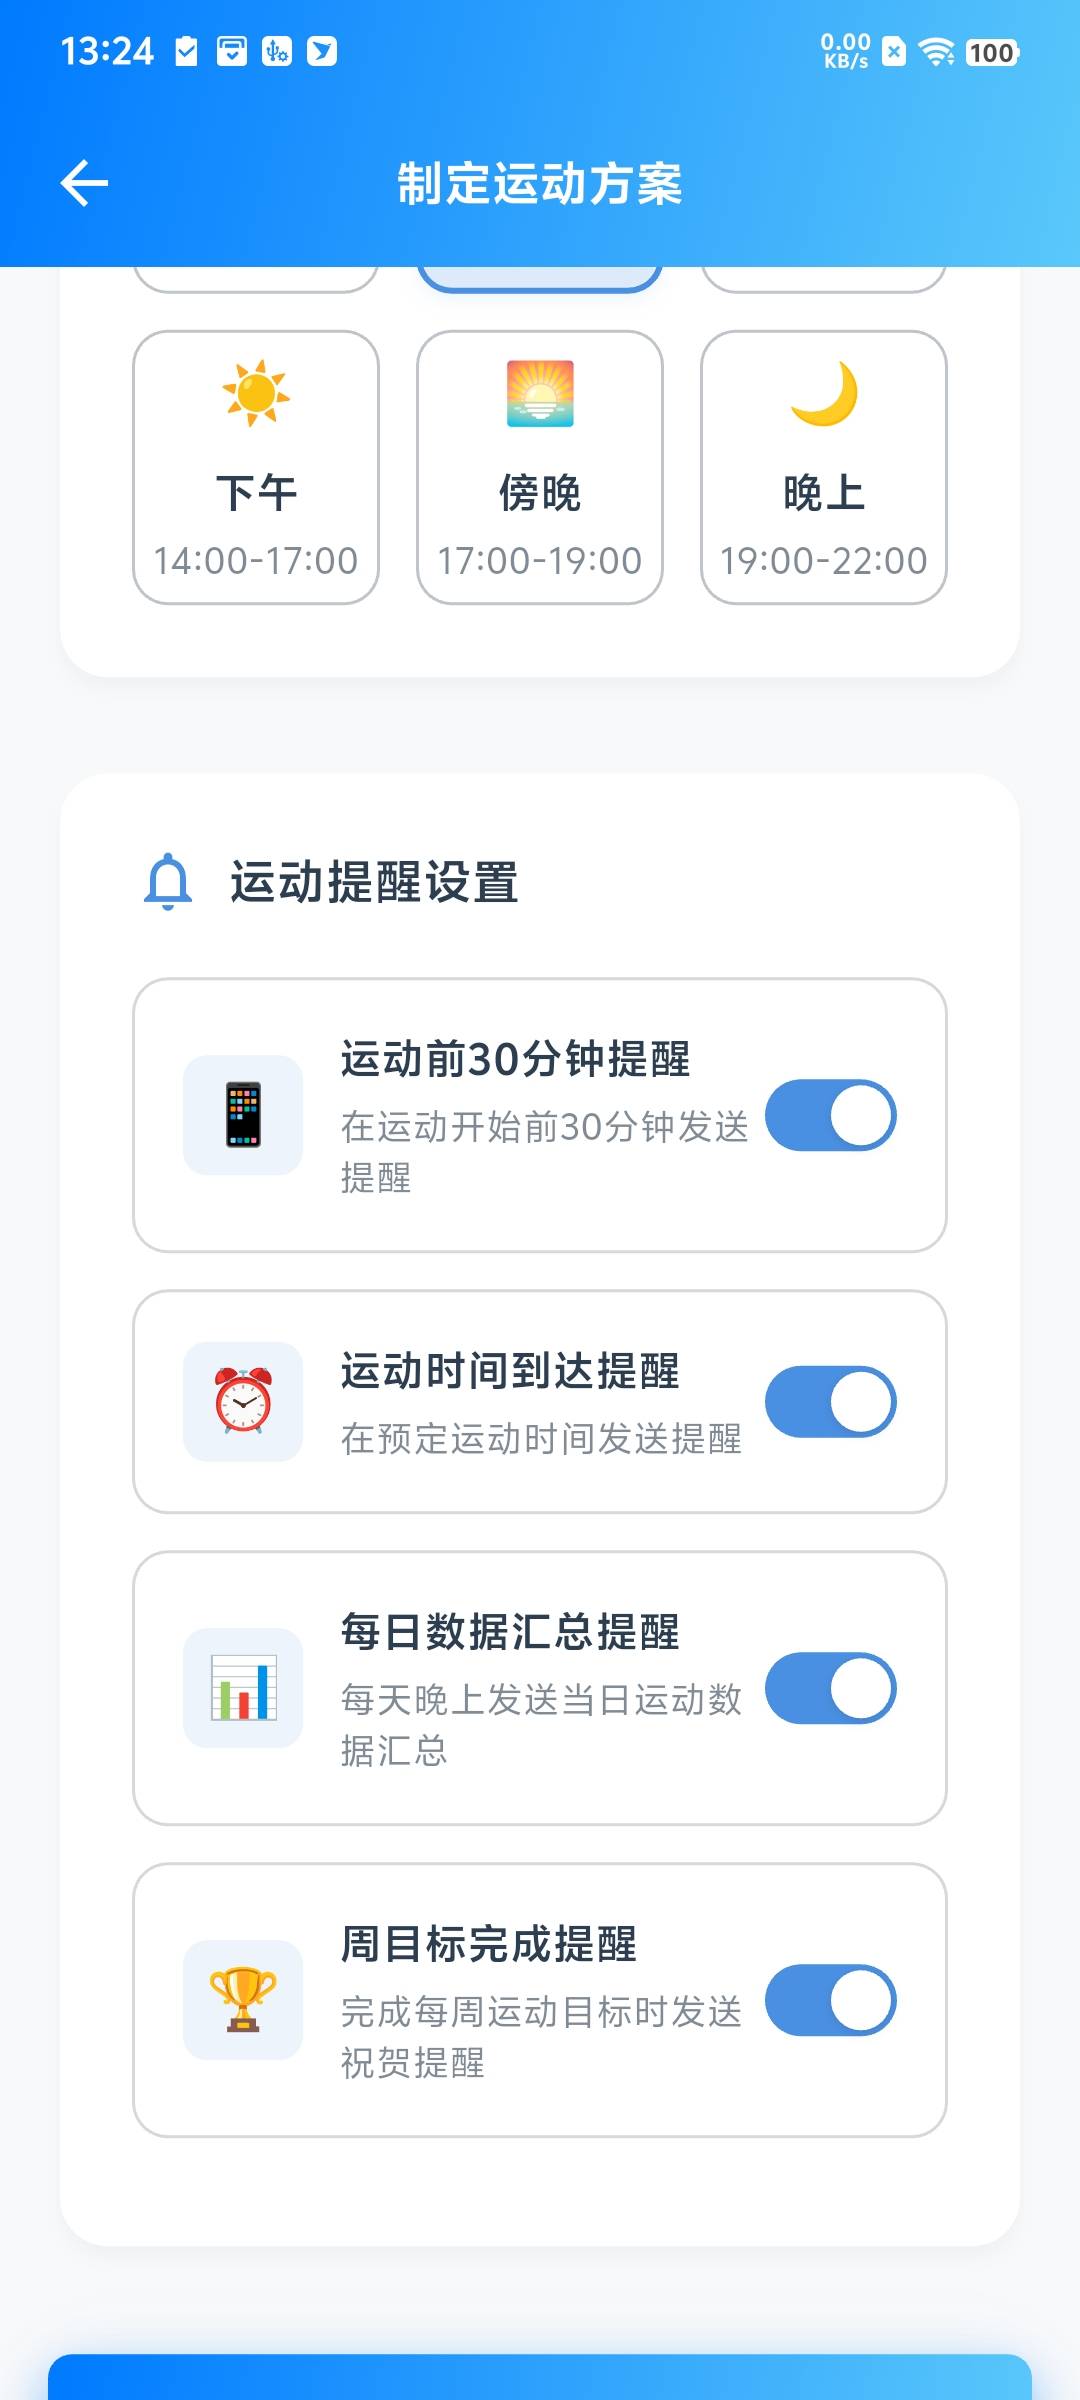 13:24
0.00
KB/s
100
制定运动方案
下午
傍晚
晚上
14:00-17:00
17:00-19:00
19:00-22:00
运动提醒设置
运动前30分钟提醒
在运动开始前30分钟发送
提醒
运动时间到达提醒
在预定运动时间发送提醒
每日数据汇总提醒
每天晚上发送当日运动数
据汇总
周目标完成提醒
完成每周运动目标时发送
祝贺提醒